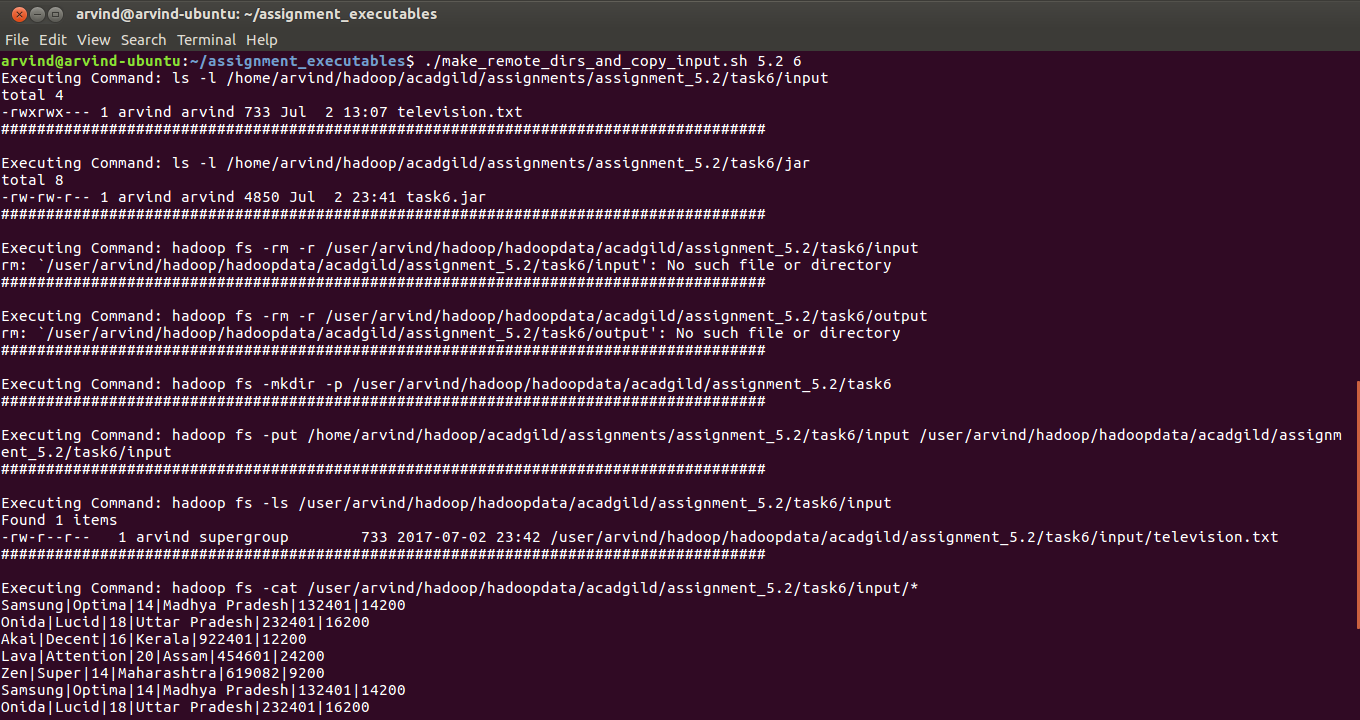 arvind@arvind-ubuntu: ~/assignment_executables
File Edit View Search Terminal Help
arvind@arvind-ubuntu:~/assignment_executables$ ./make_remote_dirs_and_copy_input.sh 5.2 6
Executing Command: ls -l /home/arvind/hadoop/acadgild/assignments/assignment_5.2/task6/input
total 4
-rwxrwx--- 1 arvind arvind 733 Jul  2 13:07 television.txt
#####################################################################################

Executing Command: ls -l /home/arvind/hadoop/acadgild/assignments/assignment_5.2/task6/jar
total 8
-rw-rw-r-- 1 arvind arvind 4850 Jul  2 23:41 task6.jar
#####################################################################################

Executing Command: hadoop fs -rm -r /user/arvind/hadoop/hadoopdata/acadgild/assignment_5.2/task6/input
rm: `/user/arvind/hadoop/hadoopdata/acadgild/assignment_5.2/task6/input': No such file or directory
#####################################################################################

Executing Command: hadoop fs -rm -r /user/arvind/hadoop/hadoopdata/acadgild/assignment_5.2/task6/output
rm: `/user/arvind/hadoop/hadoopdata/acadgild/assignment_5.2/task6/output': No such file or directory
#####################################################################################

Executing Command: hadoop fs -mkdir -p /user/arvind/hadoop/hadoopdata/acadgild/assignment_5.2/task6
#####################################################################################

Executing Command: hadoop fs -put /home/arvind/hadoop/acadgild/assignments/assignment_5.2/task6/input /user/arvind/hadoop/hadoopdata/acadgild/assignm
ent_5.2/task6/input
#####################################################################################

Executing Command: hadoop fs -ls /user/arvind/hadoop/hadoopdata/acadgild/assignment_5.2/task6/input
Found 1 items
-rw-r--r--   1 arvind supergroup        733 2017-07-02 23:42 /user/arvind/hadoop/hadoopdata/acadgild/assignment_5.2/task6/input/television.txt
#####################################################################################

Executing Command: hadoop fs -cat /user/arvind/hadoop/hadoopdata/acadgild/assignment_5.2/task6/input/*
Samsung|Optima|14|Madhya Pradesh|132401|14200
Onida|Lucid|18|Uttar Pradesh|232401|16200
Akai|Decent|16|Kerala|922401|12200
Lava|Attention|20|Assam|454601|24200
Zen|Super|14|Maharashtra|619082|9200
Samsung|Optima|14|Madhya Pradesh|132401|14200
Onida|Lucid|18|Uttar Pradesh|232401|16200